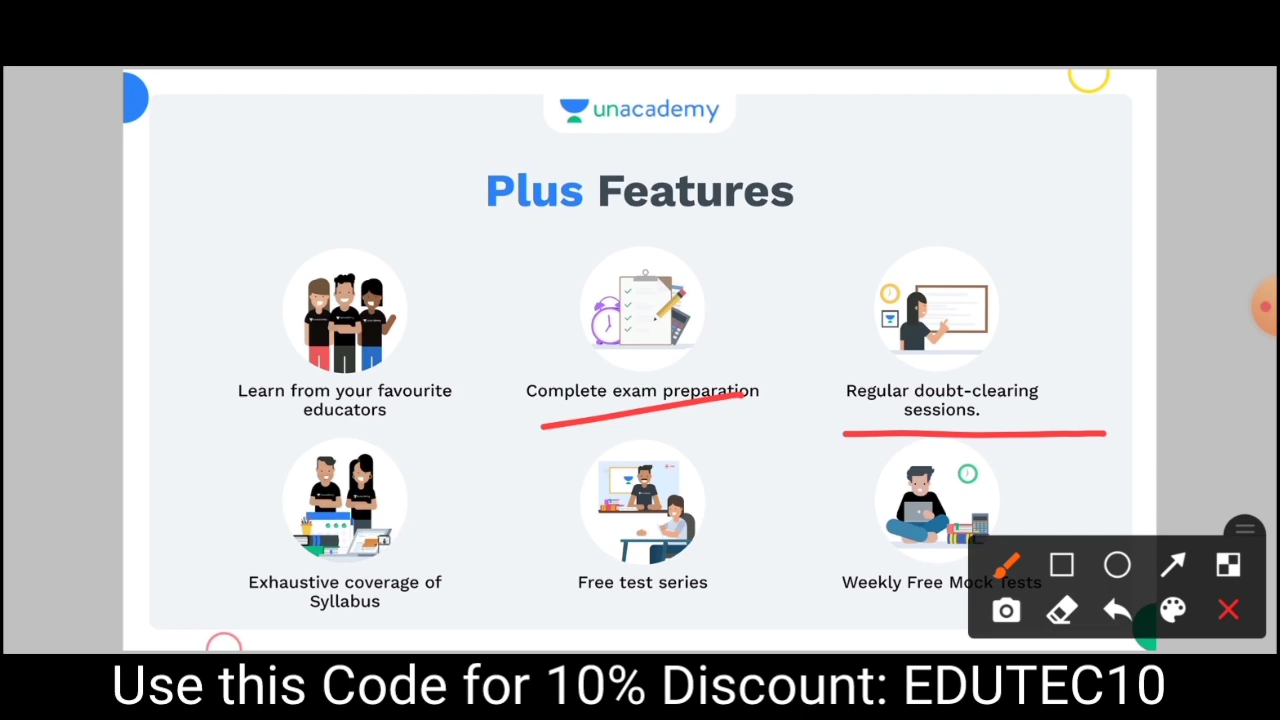 unacademy
Plus Features
Learn from your favourite
educators
Complete exam preparation
Regular doubt-clearing
sessions.
Exhaustive coverage of
Syllabus
Free test series
Weekly Free Mock Tests
Use this Code for 10% Discount: EDUTEC10